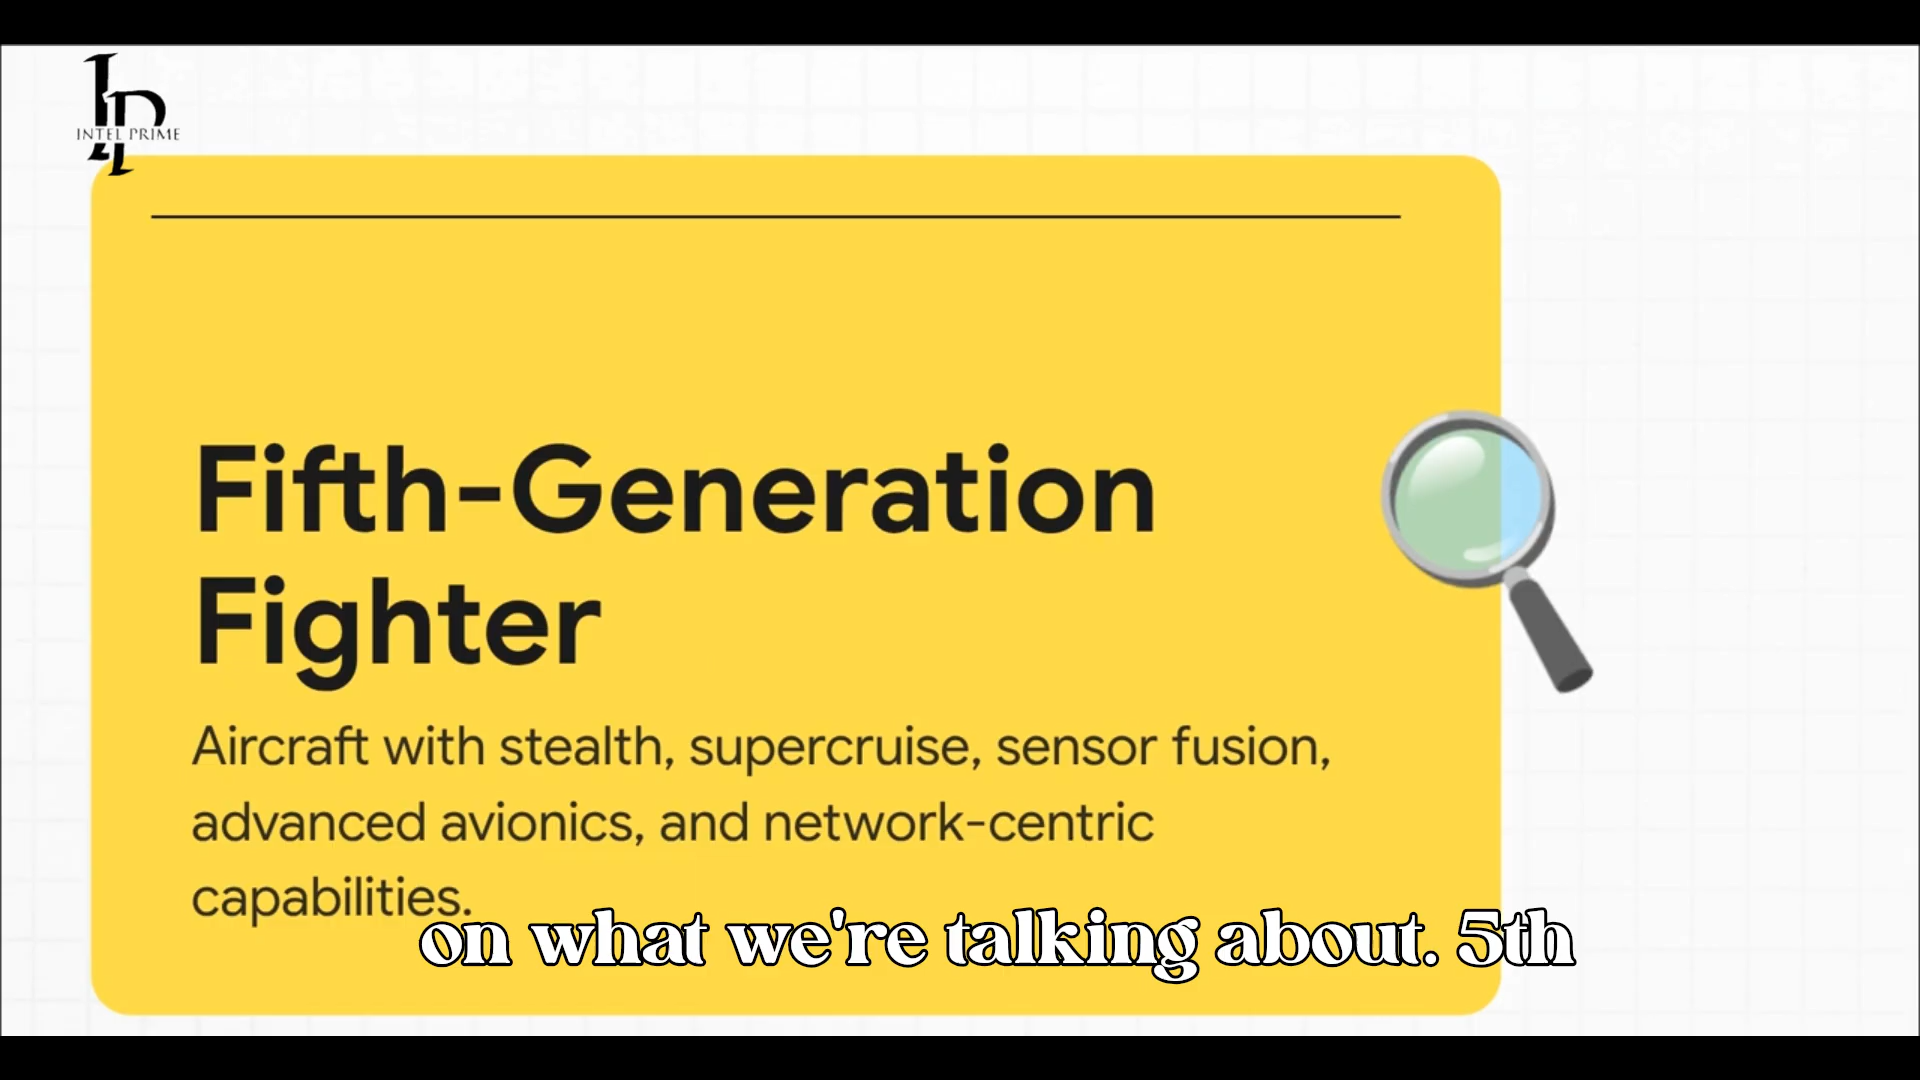 INTEL PRIME
Fifth-Generation
Fighter
Aircraft with stealth, supercruise, sensor fusion,
advanced avionics, and network-centric
capabilities.
on what we're talking about. 5th